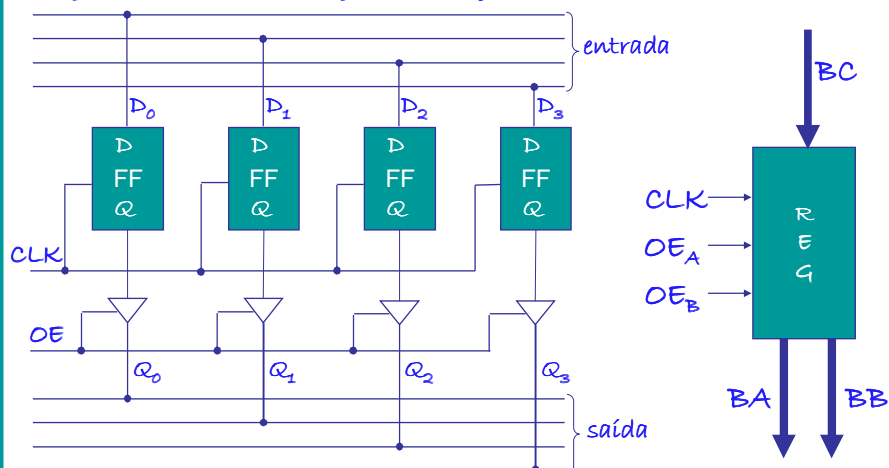 entrada
D0 D1 D2 D3
D D D D
FF FF FF FF
Q Q Q Q
CLK
OE
Q0 Q1 Q2 Q3
saída
BC
CLK
OEA
OEB
R
E
G
BA BB